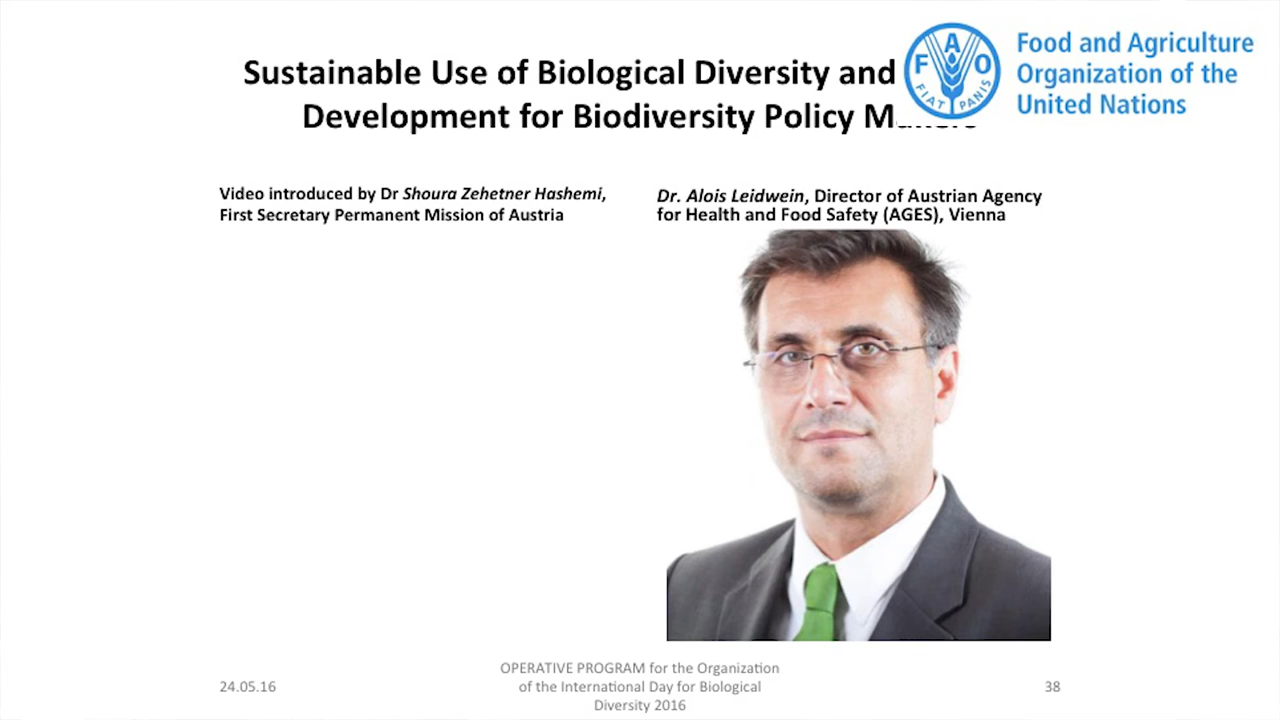 Sustainable Use of Biological Diversity and
Development for Biodiversity Policy Makers
Video introduced by Dr Shoura Zehetner Hashemi,
First Secretary Permanent Mission of Austria
Dr. Alois Leidwein, Director of Austrian Agency
for Health and Food Safety (AGES), Vienna
FAO
FIAT PANIS
Food and Agriculture
Organization of the
United Nations
24.05.16
OPERATIVE PROGRAM for the Organization
of the International Day for Biological
Diversity 2016
38